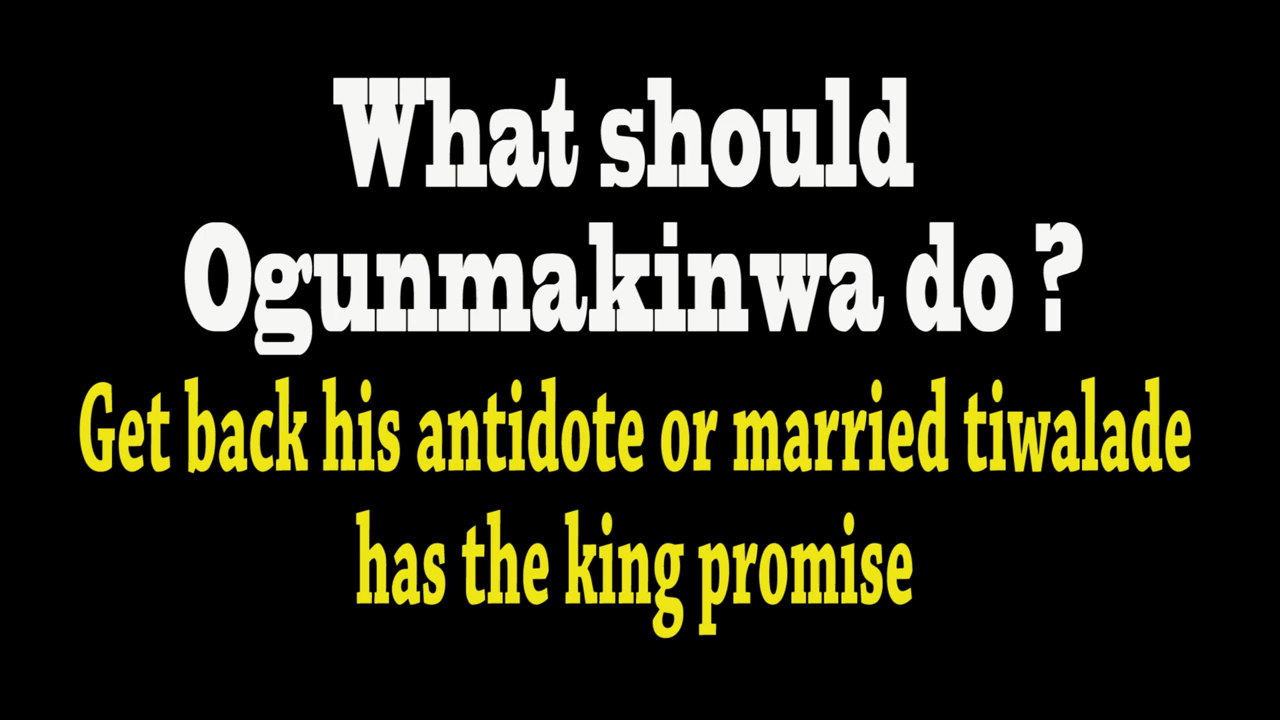 What should
Ogunmakinwa do ?
Get back his antidote or married tiwalade
has the king promise